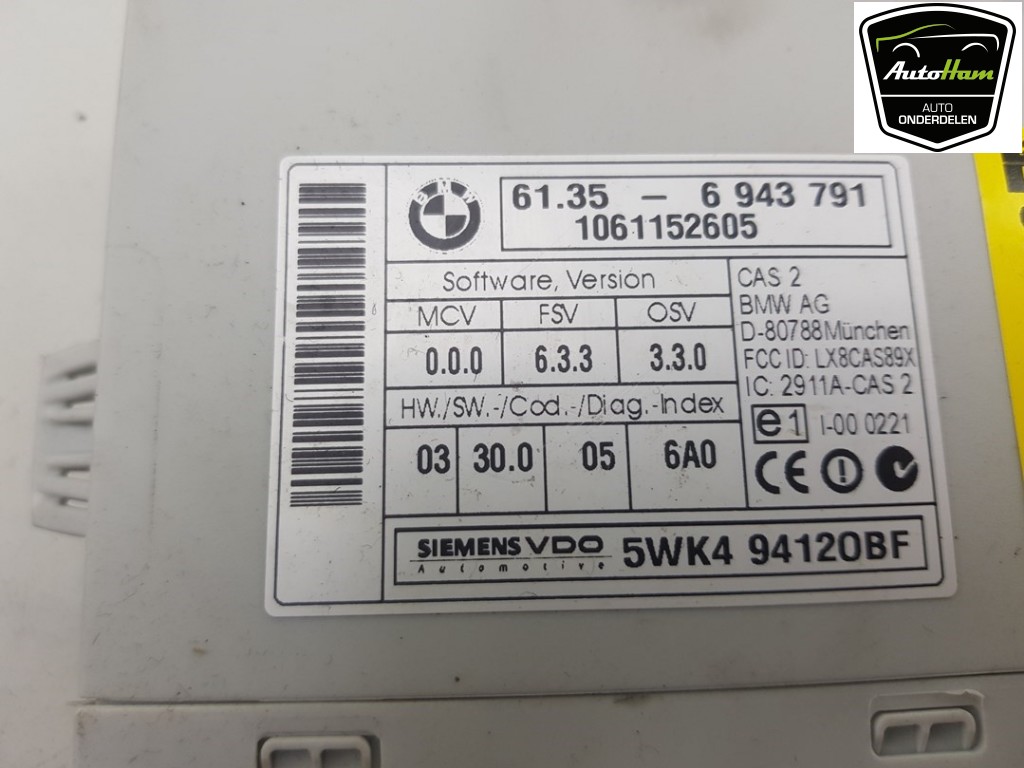 AutoHam
AUTO
ONDERDELEN
BMW
61.35 - 6 943 791
1061152605
Software, Version
MCV FSV OSV
0.0.0 6.3.3 3.3.0
HW./SW.-/Cod.-/Diag.-Index
03 30.0 05 6A0
CAS 2
BMW AG
D-80788 München
FCC ID: LX8CAS89X
IC: 2911A-CAS 2
e1 I-00 0221
CE
SIEMENS VDO
Automotive
5WK4 94120BF